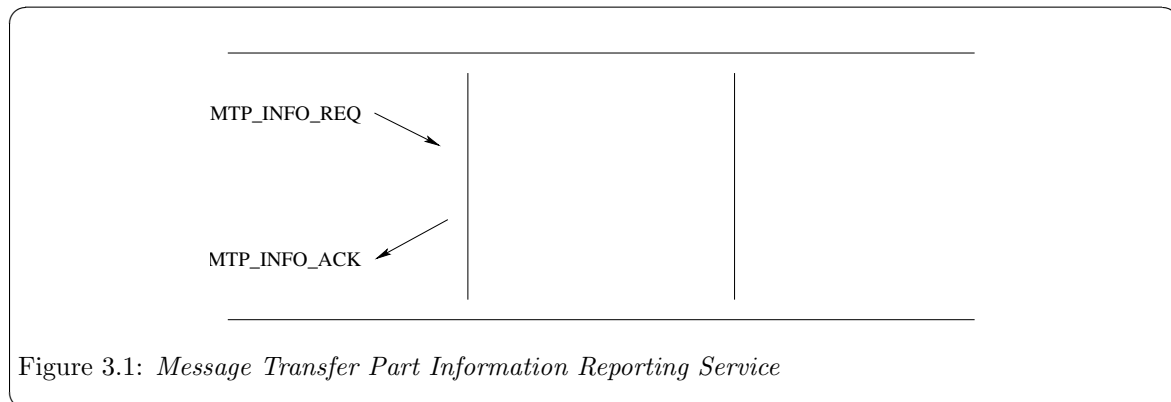 MTP_INFO_REQ
MTP_INFO_ACK
Figure 3.1: Message Transfer Part Information Reporting Service